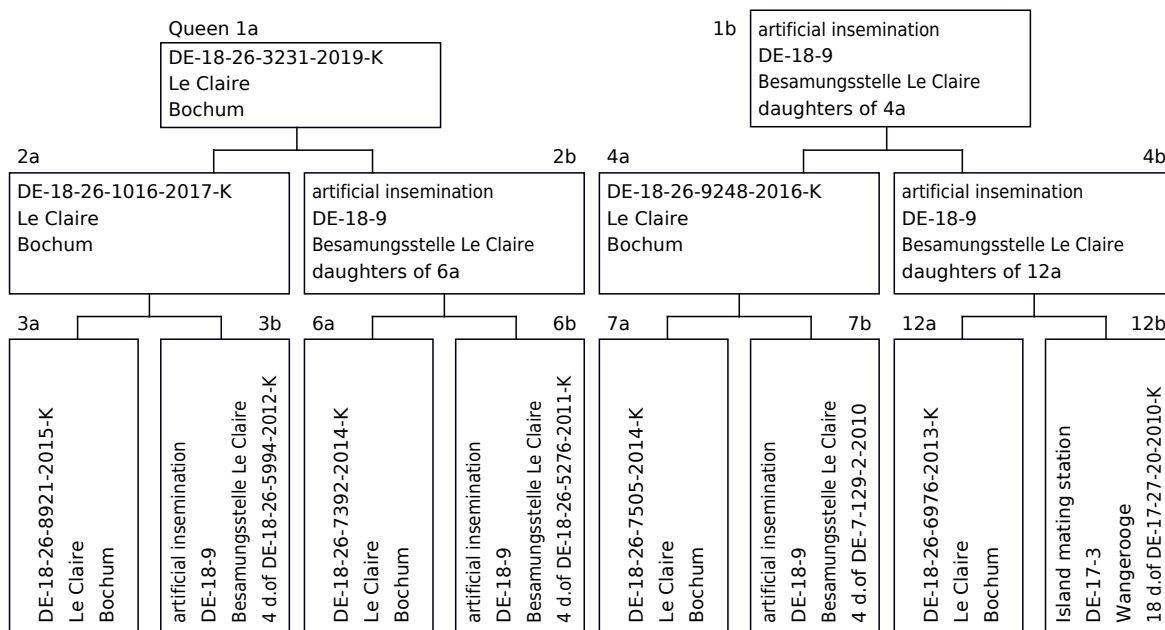 Queen 1a
DE-18-26-3231-2019-K
Le Claire
Bochum
1b
artificial insemination
DE-18-9
Besamungsstelle Le Claire
daughters of 4a
2a
DE-18-26-1016-2017-K
Le Claire
Bochum
2b
artificial insemination
DE-18-9
Besamungsstelle Le Claire
daughters of 6a
4a
DE-18-26-9248-2016-K
Le Claire
Bochum
4b
artificial insemination
DE-18-9
Besamungsstelle Le Claire
daughters of 12a
3a
DE-18-26-8921-2015-K
Le Claire
Bochum
3b
artificial insemination
DE-18-9
Besamungsstelle Le Claire
4 d.of DE-18-26-5994-2012-K
6a
DE-18-26-7392-2014-K
Le Claire
Bochum
6b
artificial insemination
DE-18-9
Besamungsstelle Le Claire
4 d.of DE-18-26-5276-2011-K
7a
DE-18-26-7505-2014-K
Le Claire
Bochum
7b
artificial insemination
DE-18-9
Besamungsstelle Le Claire
4 d.of DE-7-129-2-2010
12a
DE-18-26-6976-2013-K
Le Claire
Bochum
12b
Island mating station
DE-17-3
Wangerooge
18 d.of DE-17-27-20-2010-K